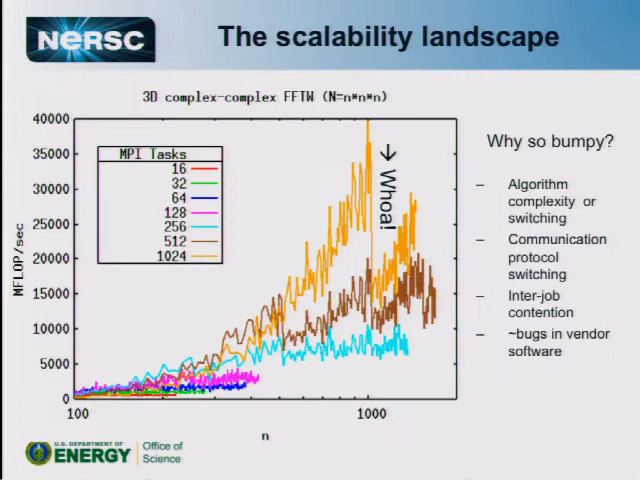 NERSC
The scalability landscape
3D complex-complex FFTW (N=n*n*n)
MFLOP/sec
40000
35000
30000
25000
20000
15000
10000
5000
0
MPI Tasks
16
32
64
128
256
512
1024
→ Whoa!
100
1000
n
Why so bumpy?
– Algorithm
complexity or
switching
– Communication
protocol
switching
– Inter-job
contention
– ~bugs in vendor
software
U.S. DEPARTMENT OF
ENERGY
Office of
Science